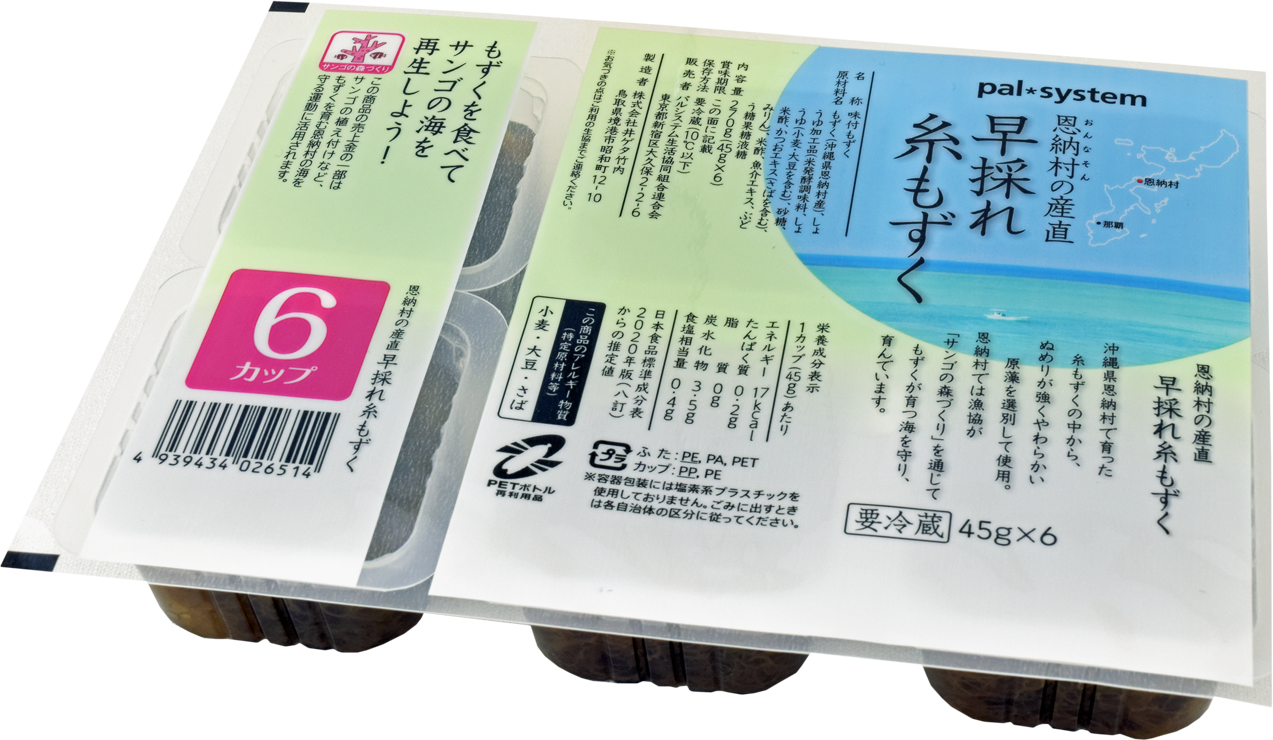 もずくを食べて
サンゴの海を
再生しよう！
サンゴの森づくり
この商品の売上金の一部は
サンゴの植え付けなど、
もずくを育む恩納村の海を
守る運動に活用されます。
6
カップ
恩納村の産直
早採れ糸もずく
4 939434 026514
pal*system
おんなそん
恩納村の産直
早採れ
糸もずく
恩納村
那覇
名称 味付もずく
原材料名 もずく(沖縄県恩納村産)、しょ
うゆ加工品(米発酵調味料、しょ
うゆ(小麦・大豆を含む)、砂糖、
米酢、かつおエキス(さばを含む)、
みりん)、米酢、魚介エキス、ぶど
う糖果糖液糖
内容量 270g(45g×6)
賞味期限 この面に記載
保存方法 要冷蔵(10℃以下)
販売者 パルシステム生活協同組合連合会
東京都新宿区大久保2-2-6
製造者 株式会社井ゲタ竹内
鳥取県境港市昭和町12-10
※お気づきの点はご利用の生協までご連絡ください。
栄養成分表示
1カップ(45g)あたり
エネルギー 17kcal
たんぱく質 0.2g
脂質 0g
炭水化物 3.5g
食塩相当量 0.4g
日本食品標準成分表
2020年版(八訂)
からの推定値
この商品のアレルギー物質
(特定原材料等)
小麦・大豆・さば
PETボトル
再利用品
プラ
ふた:PE, PA, PET
カップ:PP, PE
※容器包装には塩素系プラスチックを
使用しておりません。ごみに出すとき
は各自治体の区分に従ってください。
恩納村の産直
早採れ糸もずく
沖縄県恩納村で育った
糸もずくの中から、
ぬめりが強くやわらかい
原藻を選別して使用。
恩納村では漁協が
「サンゴの森づくり」を通じて
もずくが育つ海を守り、
育んでいます。
要冷蔵 45g×6